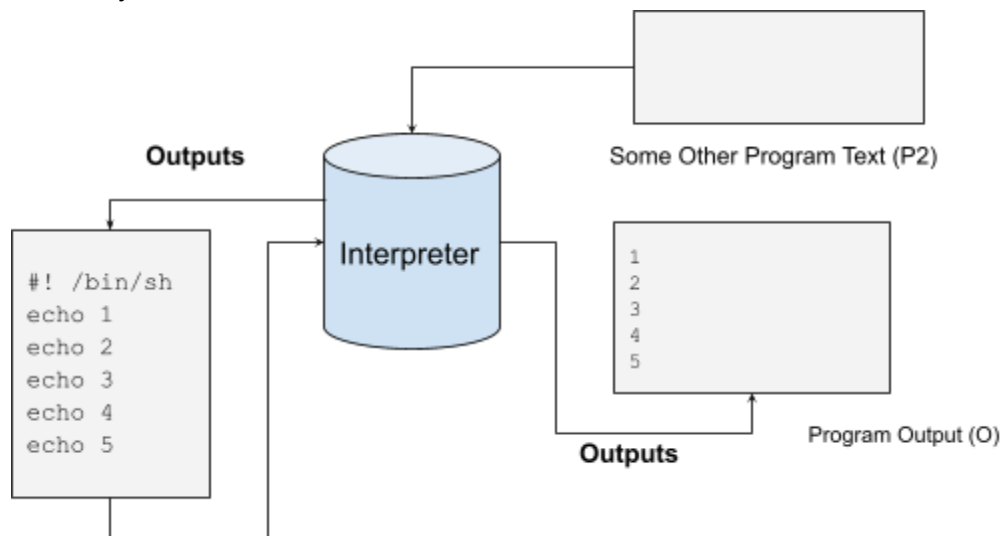 Outputs
Some Other Program Text (P2)
Interpreter
#! /bin/sh
echo 1
echo 2
echo 3
echo 4
echo 5
1
2
3
4
5
Program Output (O)
Outputs